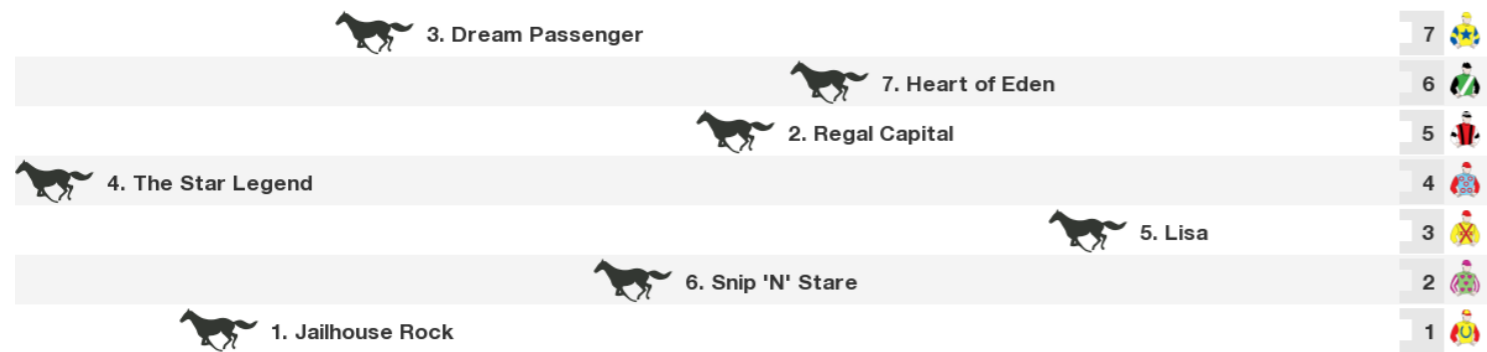 3. Dream Passenger 7
7. Heart of Eden 6
2. Regal Capital 5
4. The Star Legend 4
5. Lisa 3
6. Snip 'N' Stare 2
1. Jailhouse Rock 1